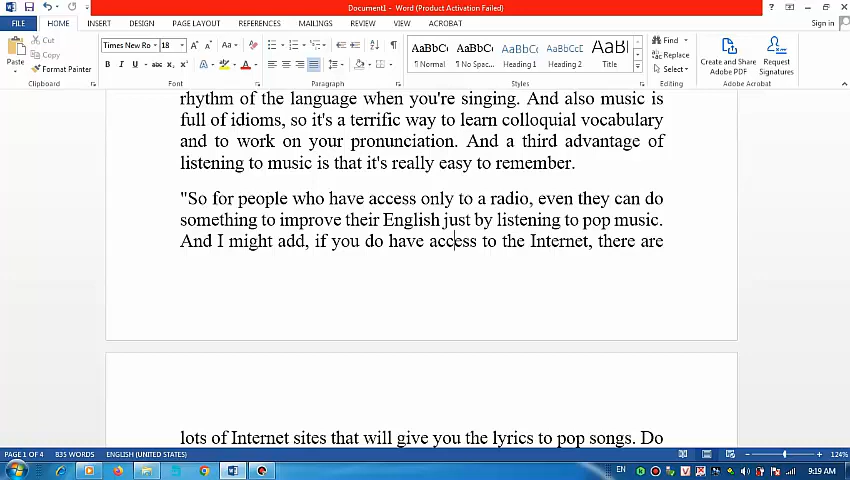 Document1 - Word (Product Activation Failed)
FILE HOME INSERT DESIGN PAGE LAYOUT REFERENCES MAILINGS REVIEW VIEW ACROBAT Sign in
Cut
Copy
Format Painter
Paste
Times New Ro 18
AaBbCc AaBbCc AaBbCc AaBbCcD AaBb
¶ Normal ¶ No Spac... Heading 1 Heading 2 Title
Find
Replace
Select
Create and Share Adobe PDF
Request Signatures
Clipboard Font Paragraph Styles Editing Adobe Acrobat
rhythm of the language when you're singing. And also music is
full of idioms, so it's a terrific way to learn colloquial vocabulary
and to work on your pronunciation. And a third advantage of
listening to music is that it's really easy to remember.
"So for people who have access only to a radio, even they can do
something to improve their English just by listening to pop music.
And I might add, if you do have access to the Internet, there are
lots of Internet sites that will give you the lyrics to pop songs. Do
PAGE 1 OF 4 835 WORDS ENGLISH (UNITED STATES) 124%
EN 9:19 AM